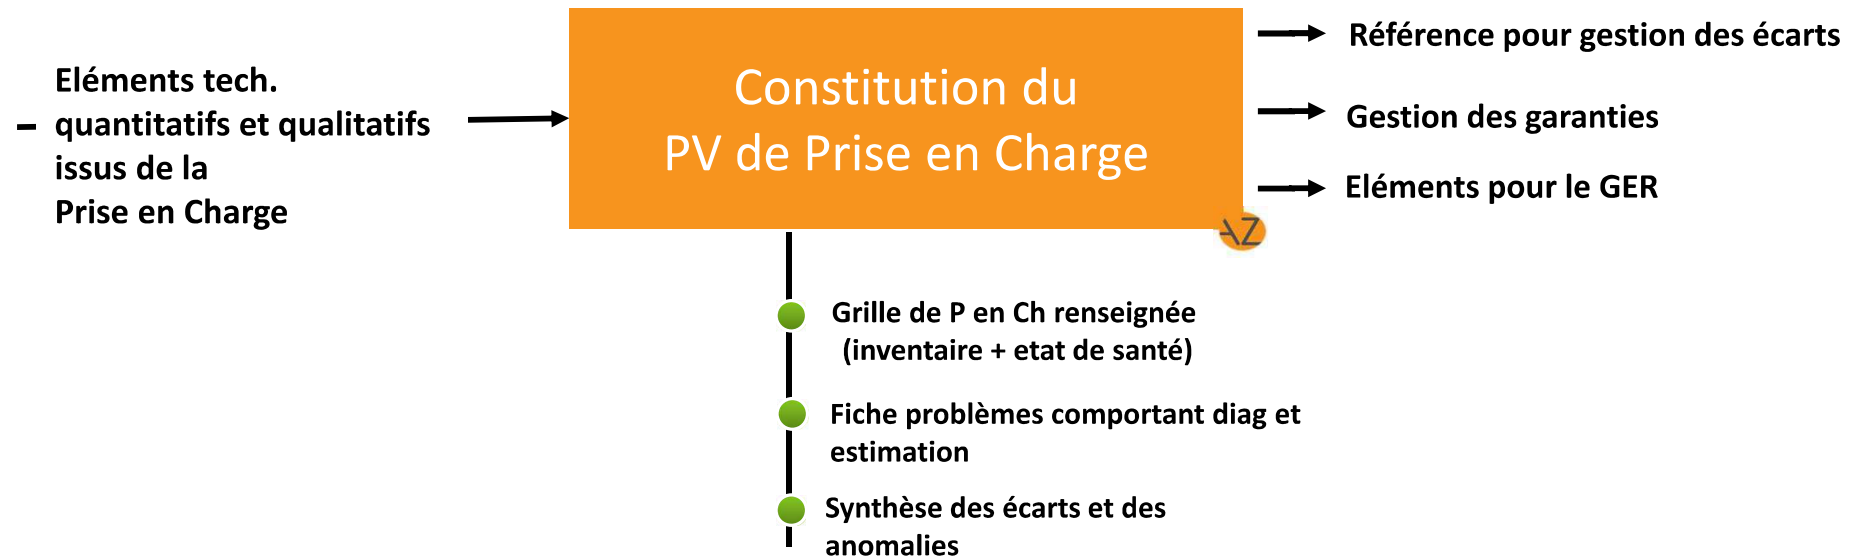 Eléments tech.
quantitatifs et qualitatifs
issus de la
Prise en Charge
Constitution du
PV de Prise en Charge
AZ
Référence pour gestion des écarts
Gestion des garanties
Eléments pour le GER
Grille de P en Ch renseignée
(inventaire + etat de santé)
Fiche problèmes comportant diag et
estimation
Synthèse des écarts et des
anomalies